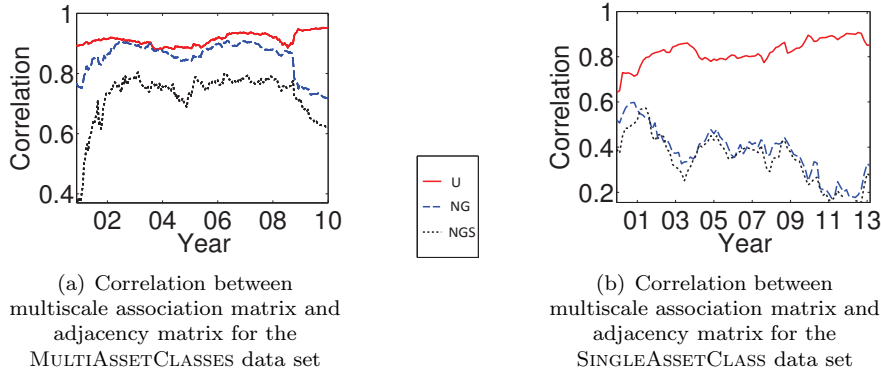 1
0.8
0.6
0.4
Correlation
02 04 06 08 10
Year
(a) Correlation between
multiscale association matrix and
adjacency matrix for the
MULTIASSETCLASSES data set
U
NG
NGS
1
0.8
0.6
0.4
0.2
Correlation
01 03 05 07 09 11 13
Year
(b) Correlation between
multiscale association matrix and
adjacency matrix for the
SINGLEASSETCLASS data set